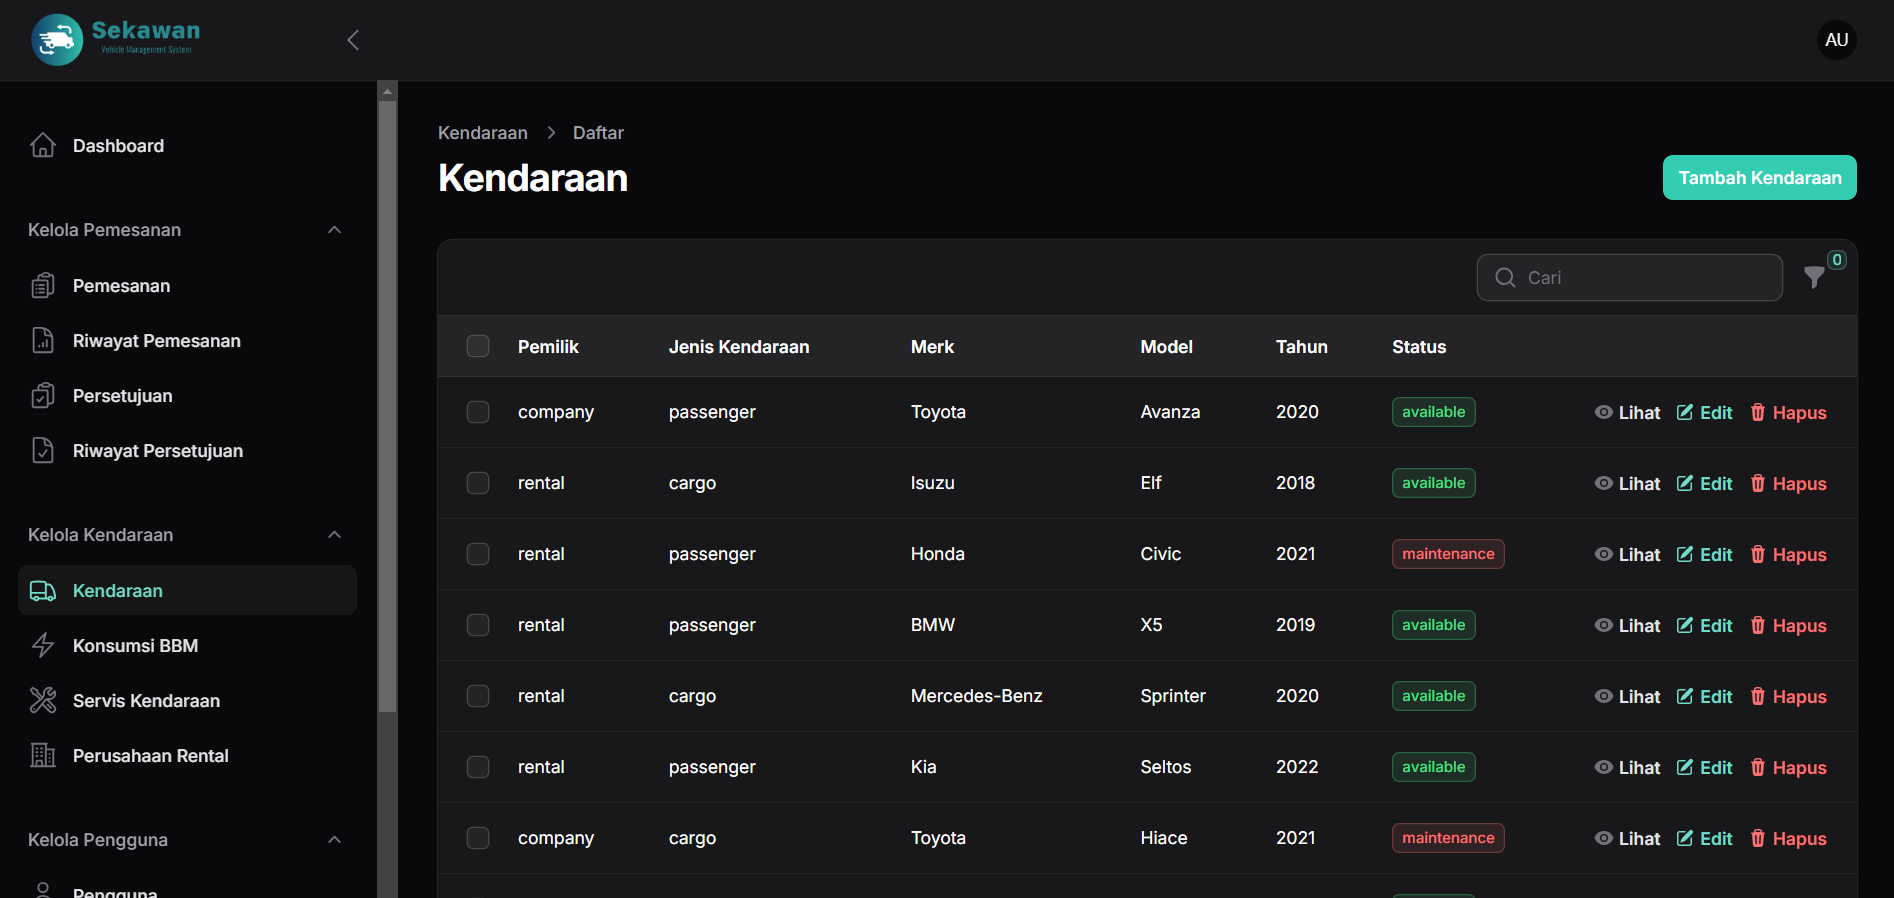 Sekawan
Vehicle Management System
AU
Dashboard
Kelola Pemesanan
Pemesanan
Riwayat Pemesanan
Persetujuan
Riwayat Persetujuan
Kelola Kendaraan
Kendaraan
Konsumsi BBM
Servis Kendaraan
Perusahaan Rental
Kelola Pengguna
Pengguna
Kendaraan > Daftar
Kendaraan
Tambah Kendaraan
Cari
0
Pemilik Jenis Kendaraan Merk Model Tahun Status
company passenger Toyota Avanza 2020 available Lihat Edit Hapus
rental cargo Isuzu Elf 2018 available Lihat Edit Hapus
rental passenger Honda Civic 2021 maintenance Lihat Edit Hapus
rental passenger BMW X5 2019 available Lihat Edit Hapus
rental cargo Mercedes-Benz Sprinter 2020 available Lihat Edit Hapus
rental passenger Kia Seltos 2022 available Lihat Edit Hapus
company cargo Toyota Hiace 2021 maintenance Lihat Edit Hapus